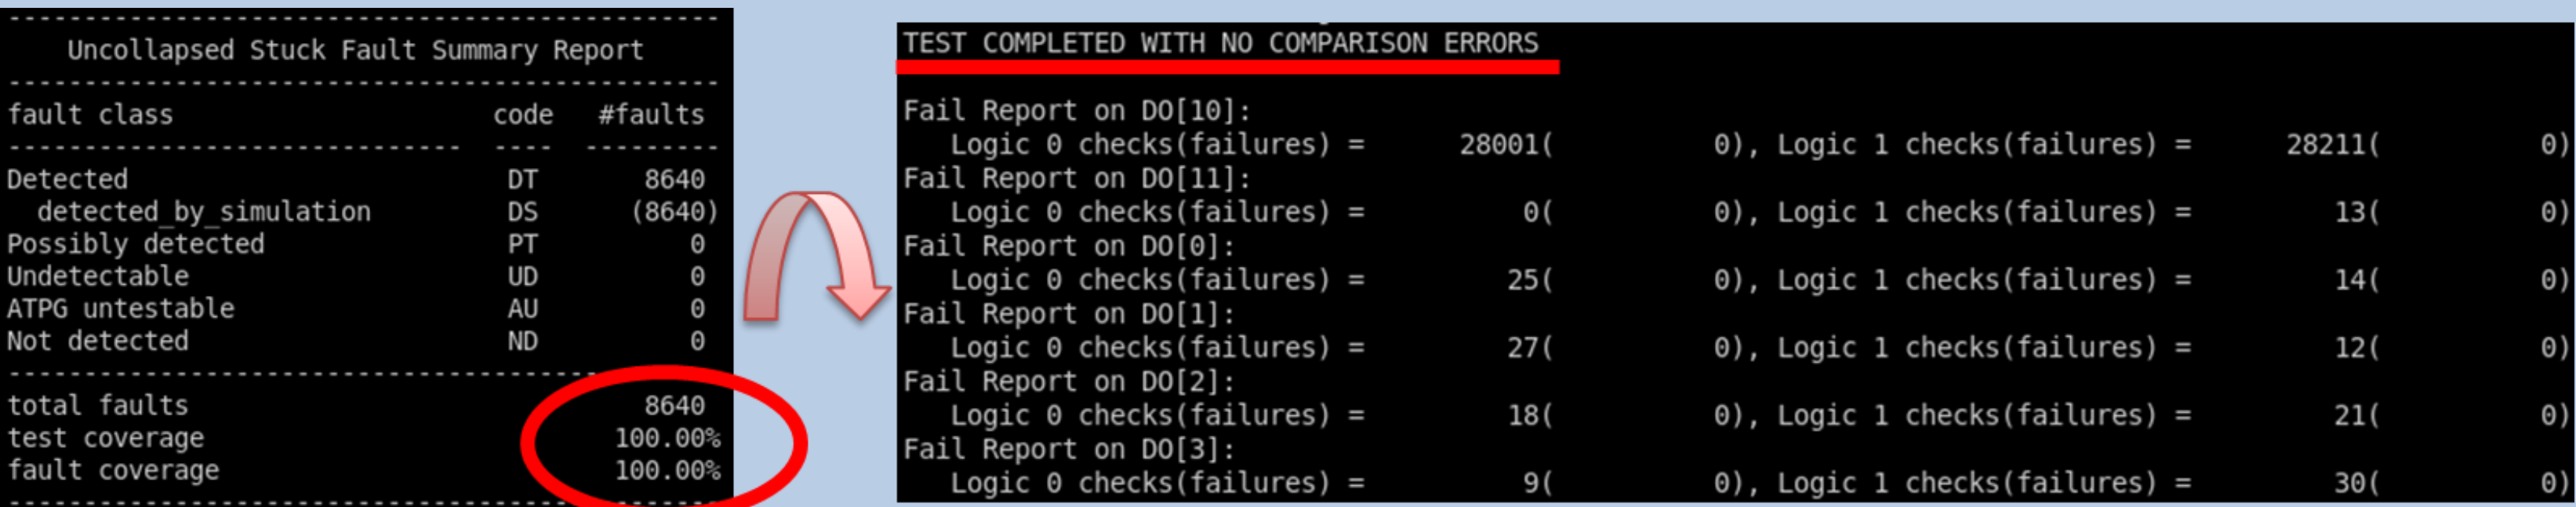 Uncollapsed Stuck Fault Summary Report
fault class code #faults
Detected DT 8640
detected_by_simulation DS (8640)
Possibly detected PT 0
Undetectable UD 0
ATPG untestable AU 0
Not detected ND 0
total faults 8640
test coverage 100.00%
fault coverage 100.00%
TEST COMPLETED WITH NO COMPARISON ERRORS
Fail Report on DO[10]:
Logic 0 checks(failures) = 28001( 0), Logic 1 checks(failures) = 28211( 0)
Fail Report on DO[11]:
Logic 0 checks(failures) = 0( 0), Logic 1 checks(failures) = 13( 0)
Fail Report on DO[0]:
Logic 0 checks(failures) = 25( 0), Logic 1 checks(failures) = 14( 0)
Fail Report on DO[1]:
Logic 0 checks(failures) = 27( 0), Logic 1 checks(failures) = 12( 0)
Fail Report on DO[2]:
Logic 0 checks(failures) = 18( 0), Logic 1 checks(failures) = 21( 0)
Fail Report on DO[3]:
Logic 0 checks(failures) = 9( 0), Logic 1 checks(failures) = 30( 0)